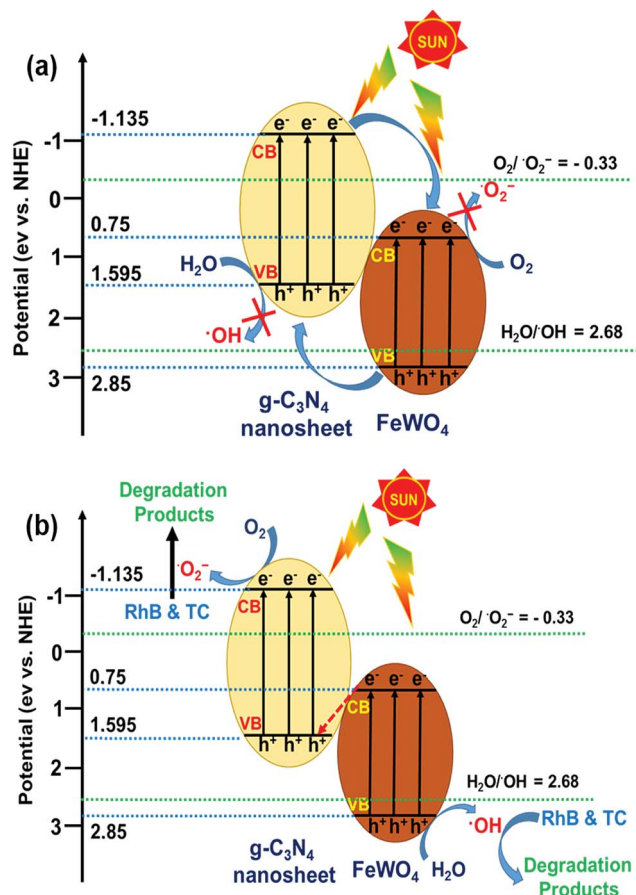 (a)
SUN
Potential (ev vs. NHE)
-1.135
-1
0
0.75
1
1.595
2
3
2.85
e⁻ e⁻ e⁻
CB
VB
h⁺ h⁺ h⁺
H₂O
·OH
g-C₃N₄
nanosheet
O₂/ ·O₂⁻ = - 0.33
·O₂⁻
e⁻ e⁻ e⁻
CB
O₂
H₂O/·OH = 2.68
VB
h⁺ h⁺ h⁺
FeWO₄
(b)
SUN
Degradation
Products
O₂
·O₂⁻
RhB & TC
Potential (ev vs. NHE)
-1.135
-1
0
0.75
1
1.595
2
3
2.85
e⁻ e⁻ e⁻
CB
VB
h⁺ h⁺ h⁺
g-C₃N₄
nanosheet
O₂/ ·O₂⁻ = - 0.33
e⁻ e⁻ e⁻
CB
VB
h⁺ h⁺ h⁺
FeWO₄
H₂O
H₂O/·OH = 2.68
·OH
RhB & TC
Degradation
Products